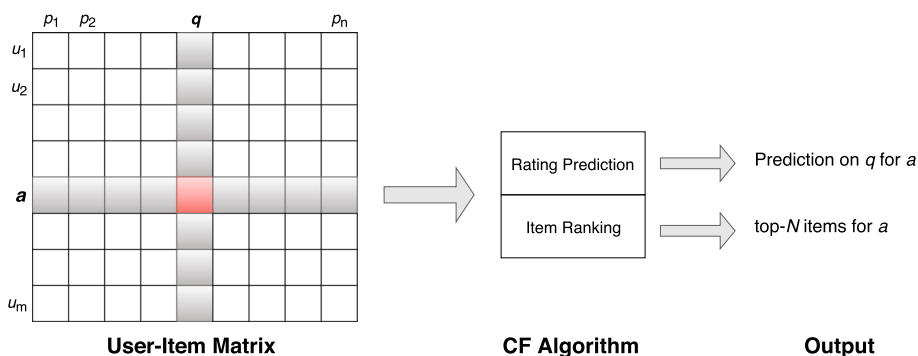 p1 p2 q pn
u1
u2
a
um
Rating Prediction
Item Ranking
Prediction on q for a
top-N items for a
User-Item Matrix
CF Algorithm
Output